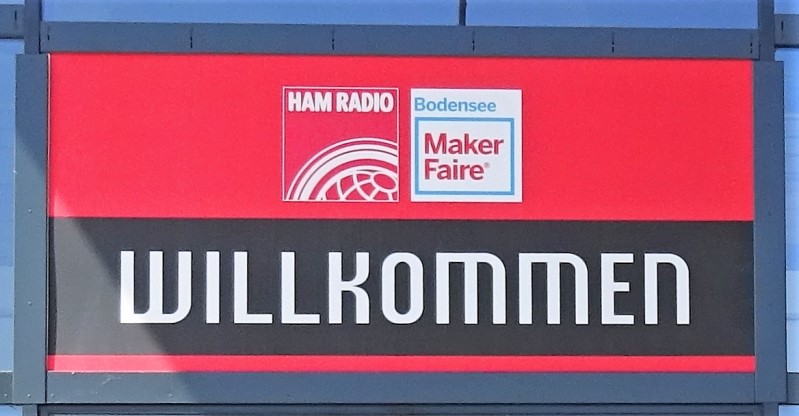 HAM RADIO
Bodensee
Maker
Faire®
WILLKOMMEN